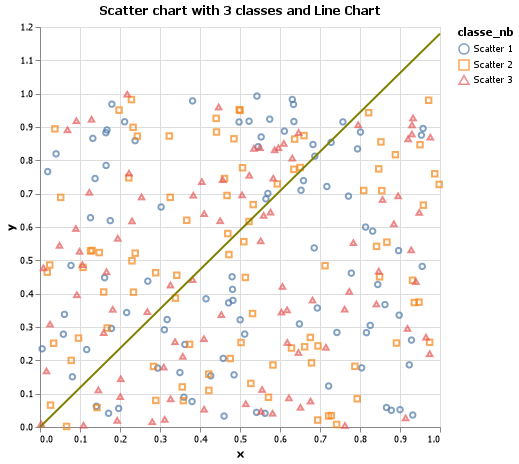 Scatter chart with 3 classes and Line Chart
classe_nb
Scatter 1
Scatter 2
Scatter 3
1.2
1.1
1.0
0.9
0.8
0.7
0.6
0.5
0.4
0.3
0.2
0.1
0.0
y
0.0 0.1 0.2 0.3 0.4 0.5 0.6 0.7 0.8 0.9 1.0
x